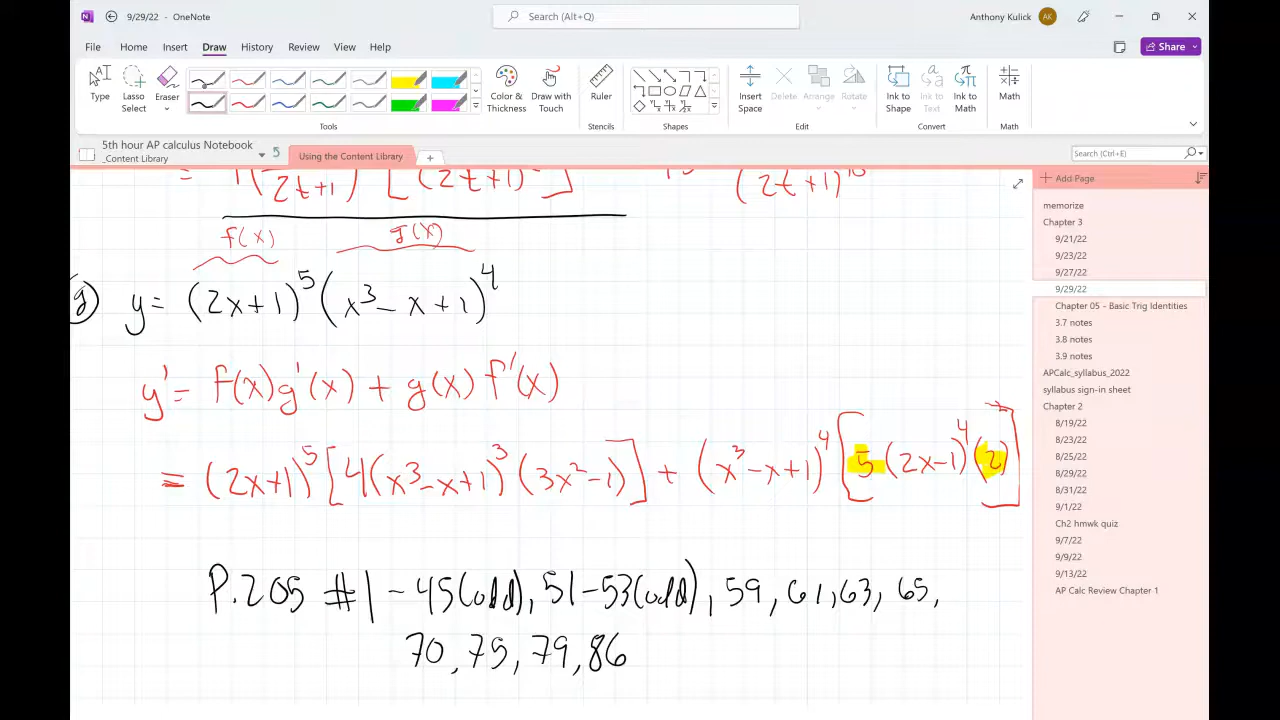 9/29/22 - OneNote
Search (Alt+Q)
Anthony Kulick
AK
File Home Insert Draw History Review View Help
Share
Type
Lasso Select
Eraser
Color & Thickness
Draw with Touch
Ruler
Insert Space
Delete
Arrange
Rotate
Ink to Shape
Ink to Text
Ink to Math
Math
Tools
Stencils
Shapes
Edit
Convert
Math
5th hour AP calculus Notebook
_Content Library
Using the Content Library
Search (Ctrl+E)
Add Page
memorize
Chapter 3
9/21/22
9/23/22
9/27/22
9/29/22
Chapter 05 - Basic Trig Identities
3.7 notes
3.8 notes
3.9 notes
APCalc_syllabus_2022
syllabus sign-in sheet
Chapter 2
8/19/22
8/23/22
8/25/22
8/29/22
8/31/22
9/1/22
Ch2 hmwk quiz
9/7/22
9/9/22
9/13/22
AP Calc Review Chapter 1
f(x) g(x)
g) y = (2x+1)^5 (x^3 - x + 1)^4
y' = f(x)g'(x) + g(x) f'(x)
= (2x+1)^5 [4(x^3-x+1)^3 (3x^2-1)] + (x^3-x+1)^4 [5(2x-1)^4 (2)]
P.205 #1-45(odd), 51-53(odd), 59, 61, 63, 65,
70, 75, 79, 86